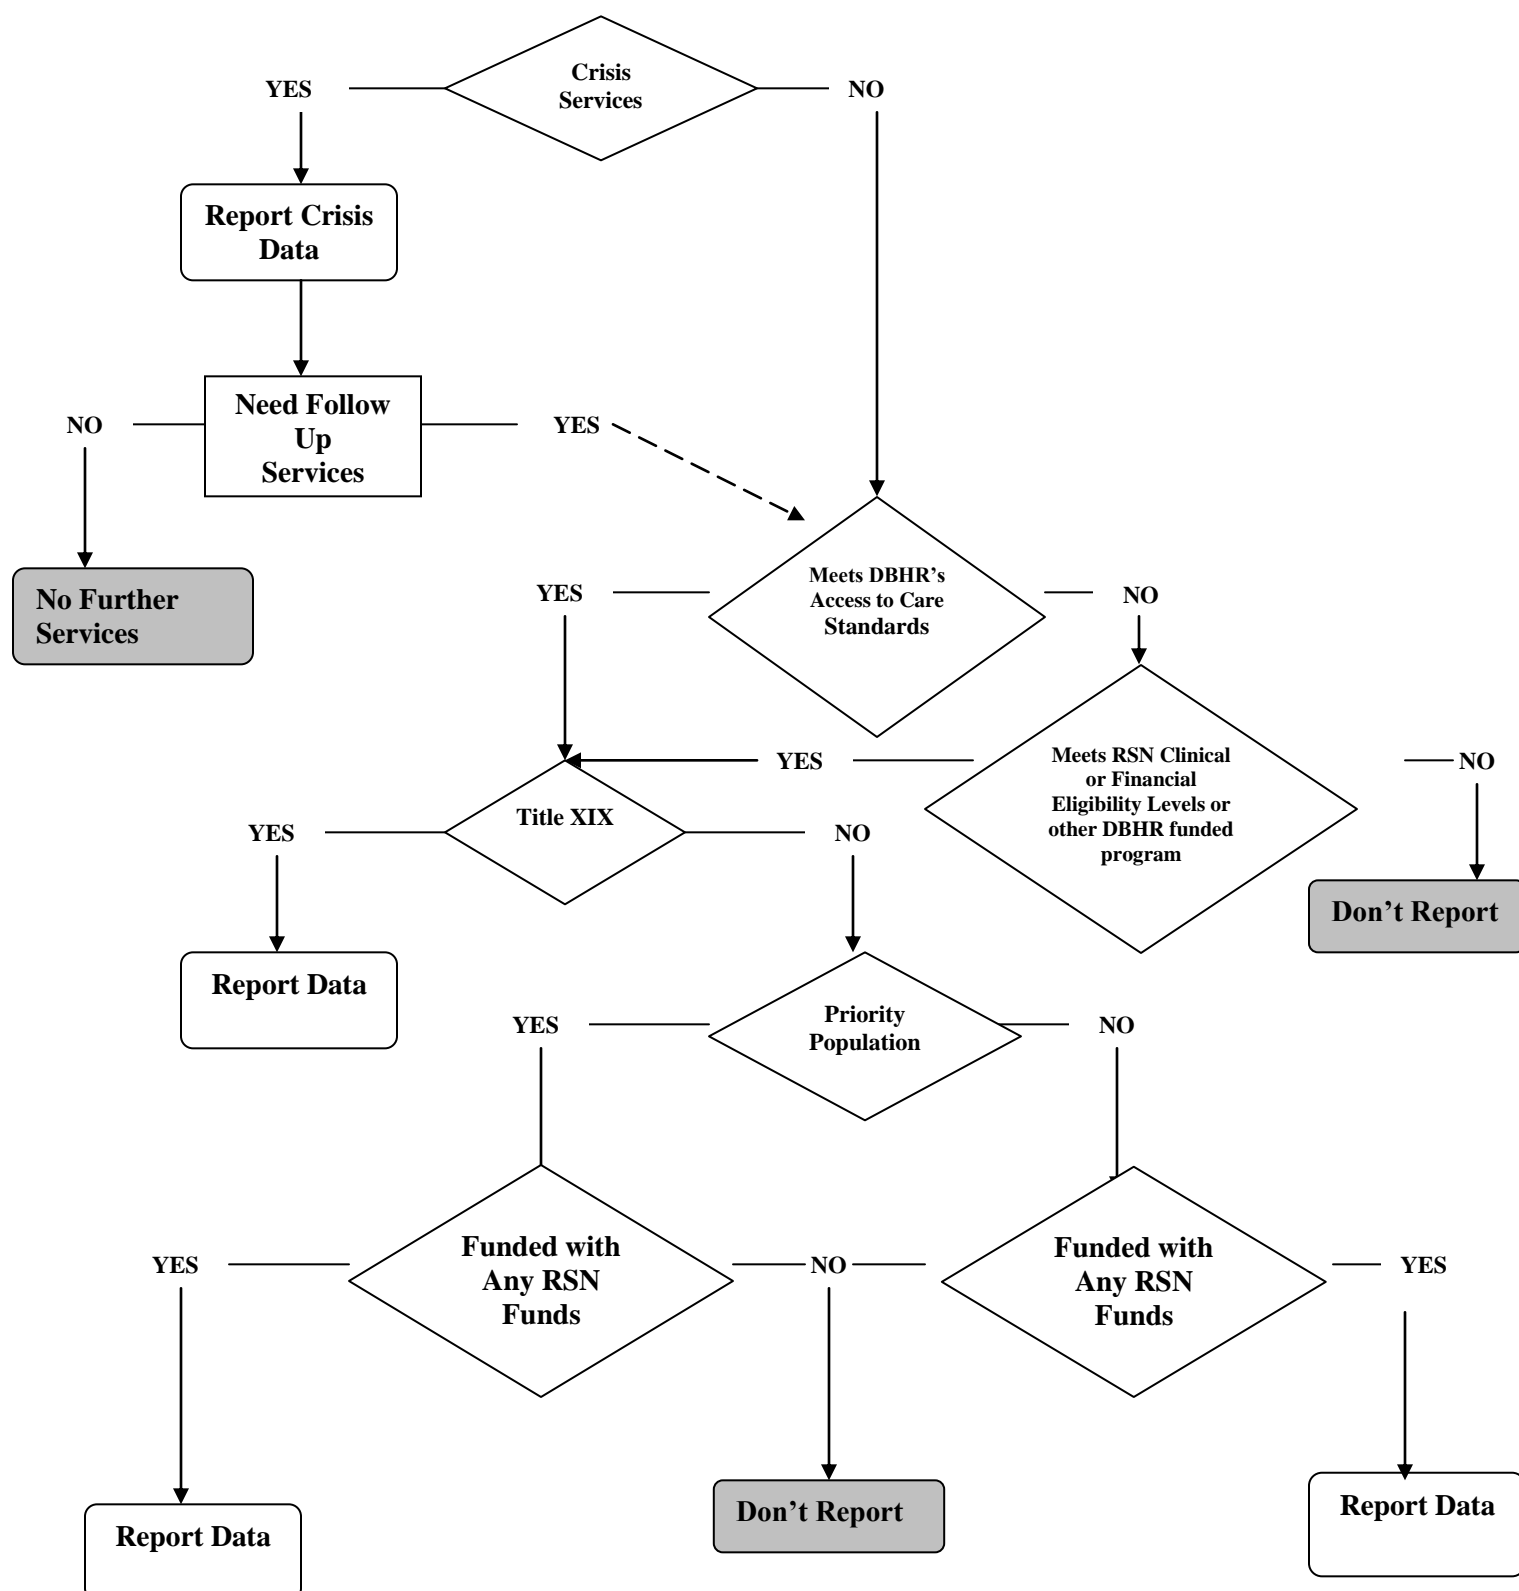 Crisis
Services
YES
NO
Report Crisis
Data
Need Follow
Up
Services
NO
YES
No Further
Services
Meets DBHR’s
Access to Care
Standards
YES
NO
Meets RSN Clinical
or Financial
Eligibility Levels or
other DBHR funded
program
YES
NO
Title XIX
YES
NO
Don’t Report
Report Data
Priority
Population
YES
NO
Funded with
Any RSN
Funds
Funded with
Any RSN
Funds
YES
NO
YES
Report Data
Don’t Report
Report Data